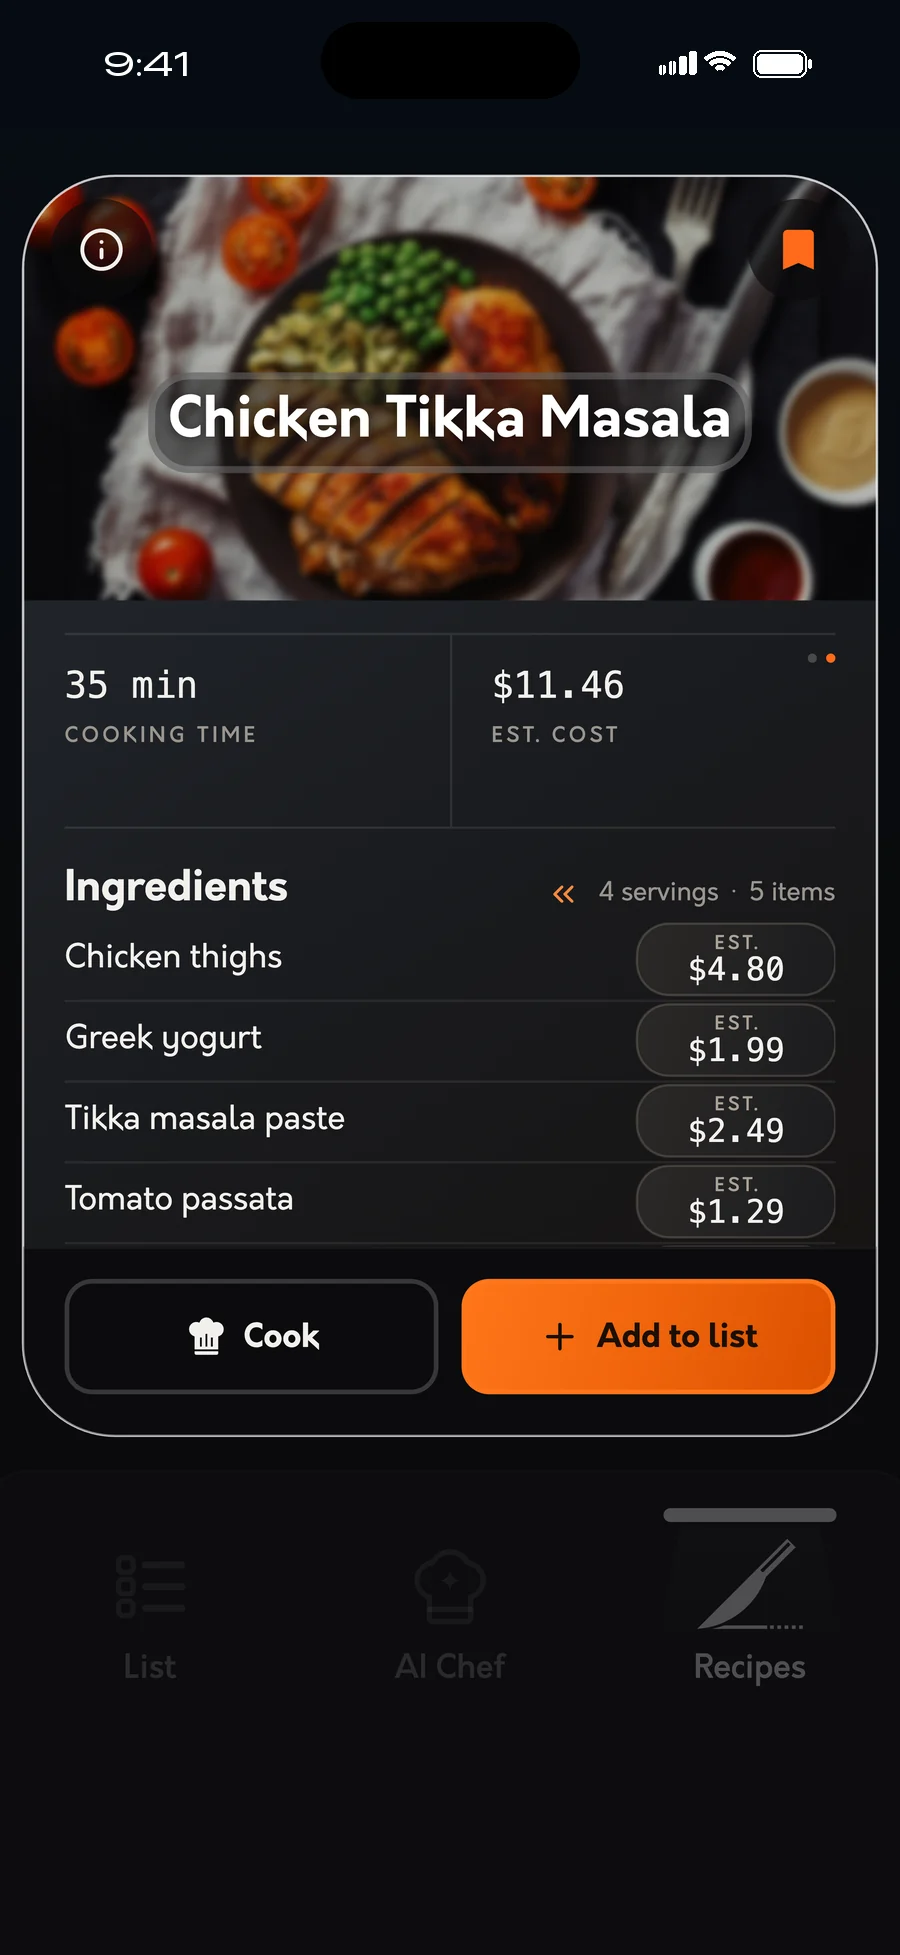 9:41
Chicken Tikka Masala
35 min
COOKING TIME
$11.46
EST. COST
Ingredients
4 servings · 5 items
Chicken thighs
EST.
$4.80
Greek yogurt
EST.
$1.99
Tikka masala paste
EST.
$2.49
Tomato passata
EST.
$1.29
Cook
Add to list
List
AI Chef
Recipes